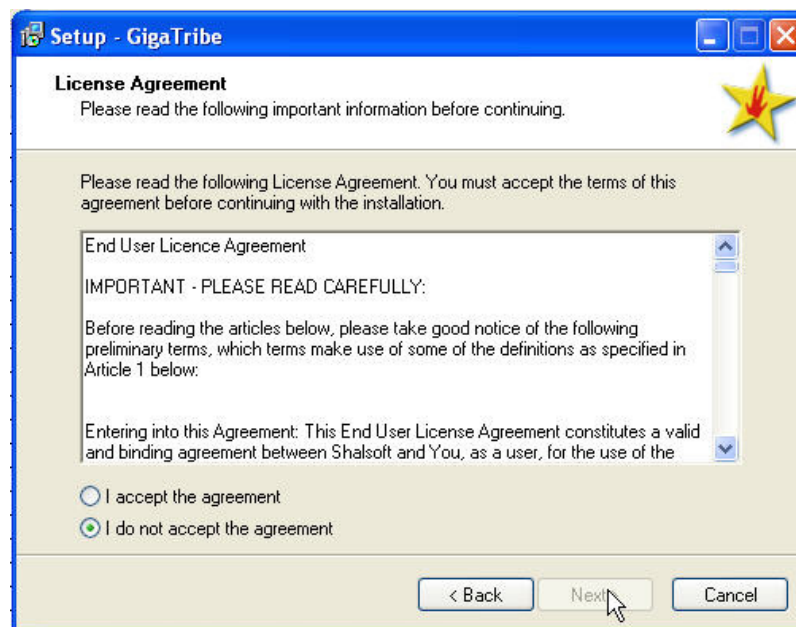 Setup - GigaTribe
License Agreement
Please read the following important information before continuing.
Please read the following License Agreement. You must accept the terms of this
agreement before continuing with the installation.
End User Licence Agreement
IMPORTANT - PLEASE READ CAREFULLY:
Before reading the articles below, please take good notice of the following
preliminary terms, which terms make use of some of the definitions as specified in
Article 1 below:
Entering into this Agreement: This End User License Agreement constitutes a valid
and binding agreement between Shalsoft and You, as a user, for the use of the
I accept the agreement
I do not accept the agreement
< Back
Next
Cancel